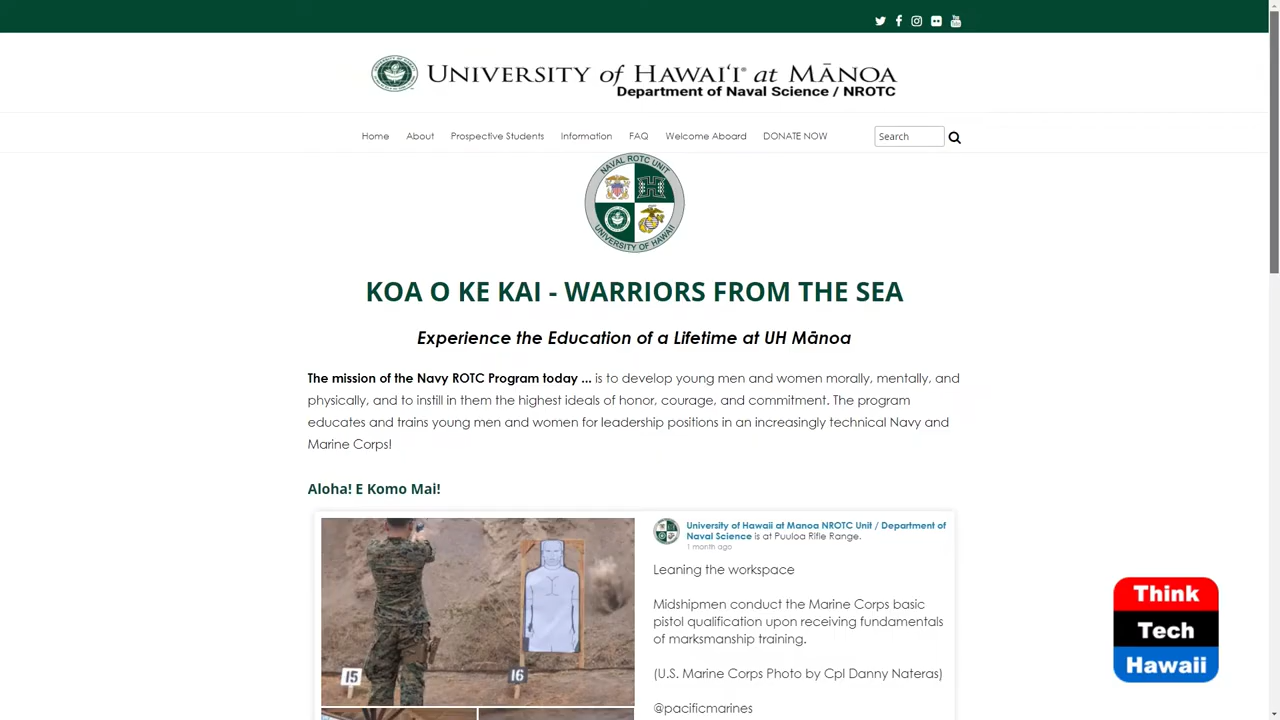 UNIVERSITY of HAWAIʻI® at MĀNOA
Department of Naval Science / NROTC
Home About Prospective Students Information FAQ Welcome Aboard DONATE NOW Search
NAVAL ROTC UNIT
UNIVERSITY OF HAWAII
KOA O KE KAI - WARRIORS FROM THE SEA
Experience the Education of a Lifetime at UH Mānoa
The mission of the Navy ROTC Program today ... is to develop young men and women morally, mentally, and
physically, and to instill in them the highest ideals of honor, courage, and commitment. The program
educates and trains young men and women for leadership positions in an increasingly technical Navy and
Marine Corps!
Aloha! E Komo Mai!
University of Hawaii at Manoa NROTC Unit / Department of
Naval Science is at Puuloa Rifle Range.
1 month ago
Leaning the workspace
Midshipmen conduct the Marine Corps basic
pistol qualification upon receiving fundamentals
of marksmanship training.
(U.S. Marine Corps Photo by Cpl Danny Nateras)
@pacificmarines
15
16
Think
Tech
Hawaii